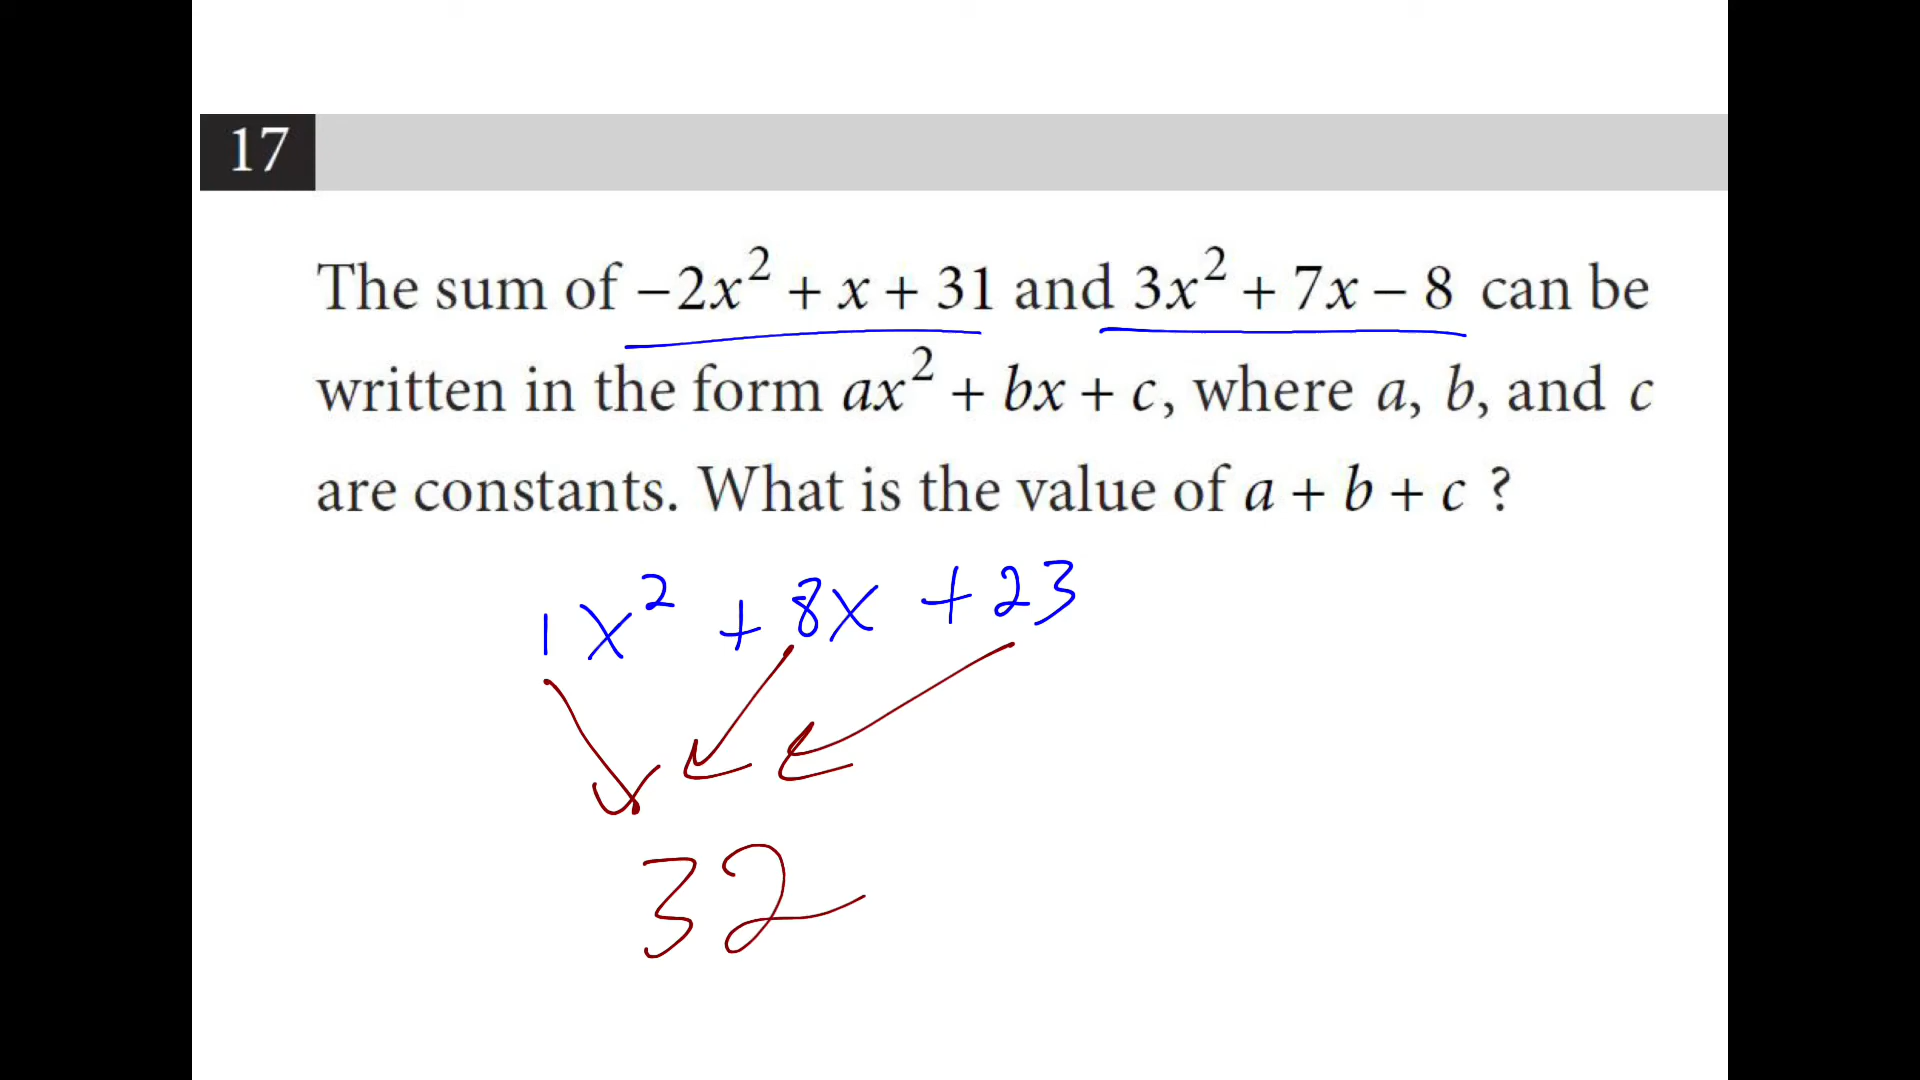 17
The sum of −2x² + x + 31 and 3x² + 7x − 8 can be
written in the form ax² + bx + c, where a, b, and c
are constants. What is the value of a + b + c ?
1x² + 8x + 23
32